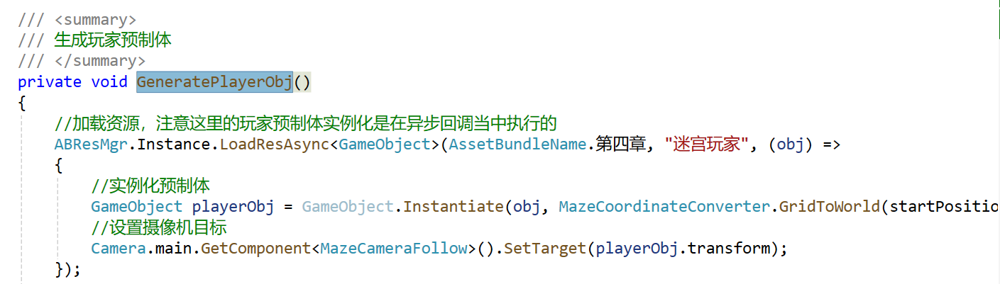 /// <summary>
/// 生成玩家预制体
/// </summary>
private void GeneratePlayerObj()
{
//加载资源，注意这里的玩家预制体实例化是在异步回调当中执行的
ABResMgr.Instance.LoadResAsync<GameObject>(AssetBundleName.第四章, "迷宫玩家", (obj) =>
{
//实例化预制体
GameObject playerObj = GameObject.Instantiate(obj, MazeCoordinateConverter.GridToWorld(startPositio
//设置摄像机目标
Camera.main.GetComponent<MazeCameraFollow>().SetTarget(playerObj.transform);
});